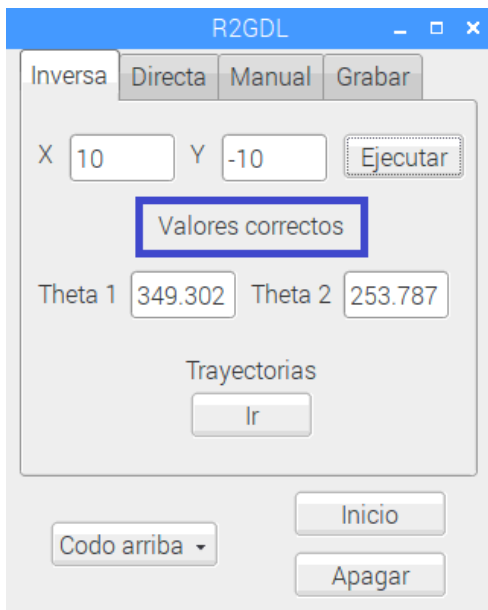 R2GDL
Inversa Directa Manual Grabar
X 10 Y -10 Ejecutar
Valores correctos
Theta 1 349.302 Theta 2 253.787
Trayectorias
Ir
Inicio
Codo arriba
Apagar